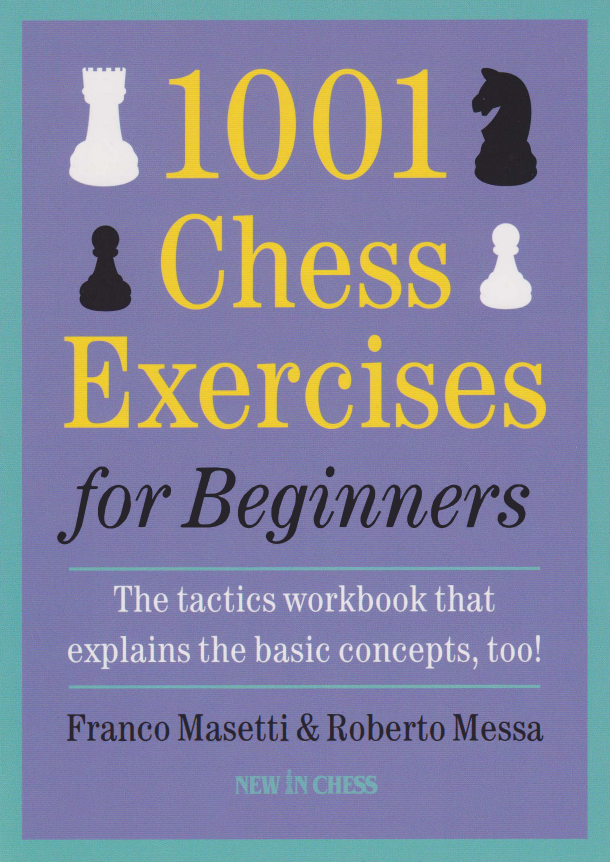 1001
Chess
Exercises
for Beginners
The tactics workbook that
explains the basic concepts, too!
Franco Masetti & Roberto Messa
NEW IN CHESS